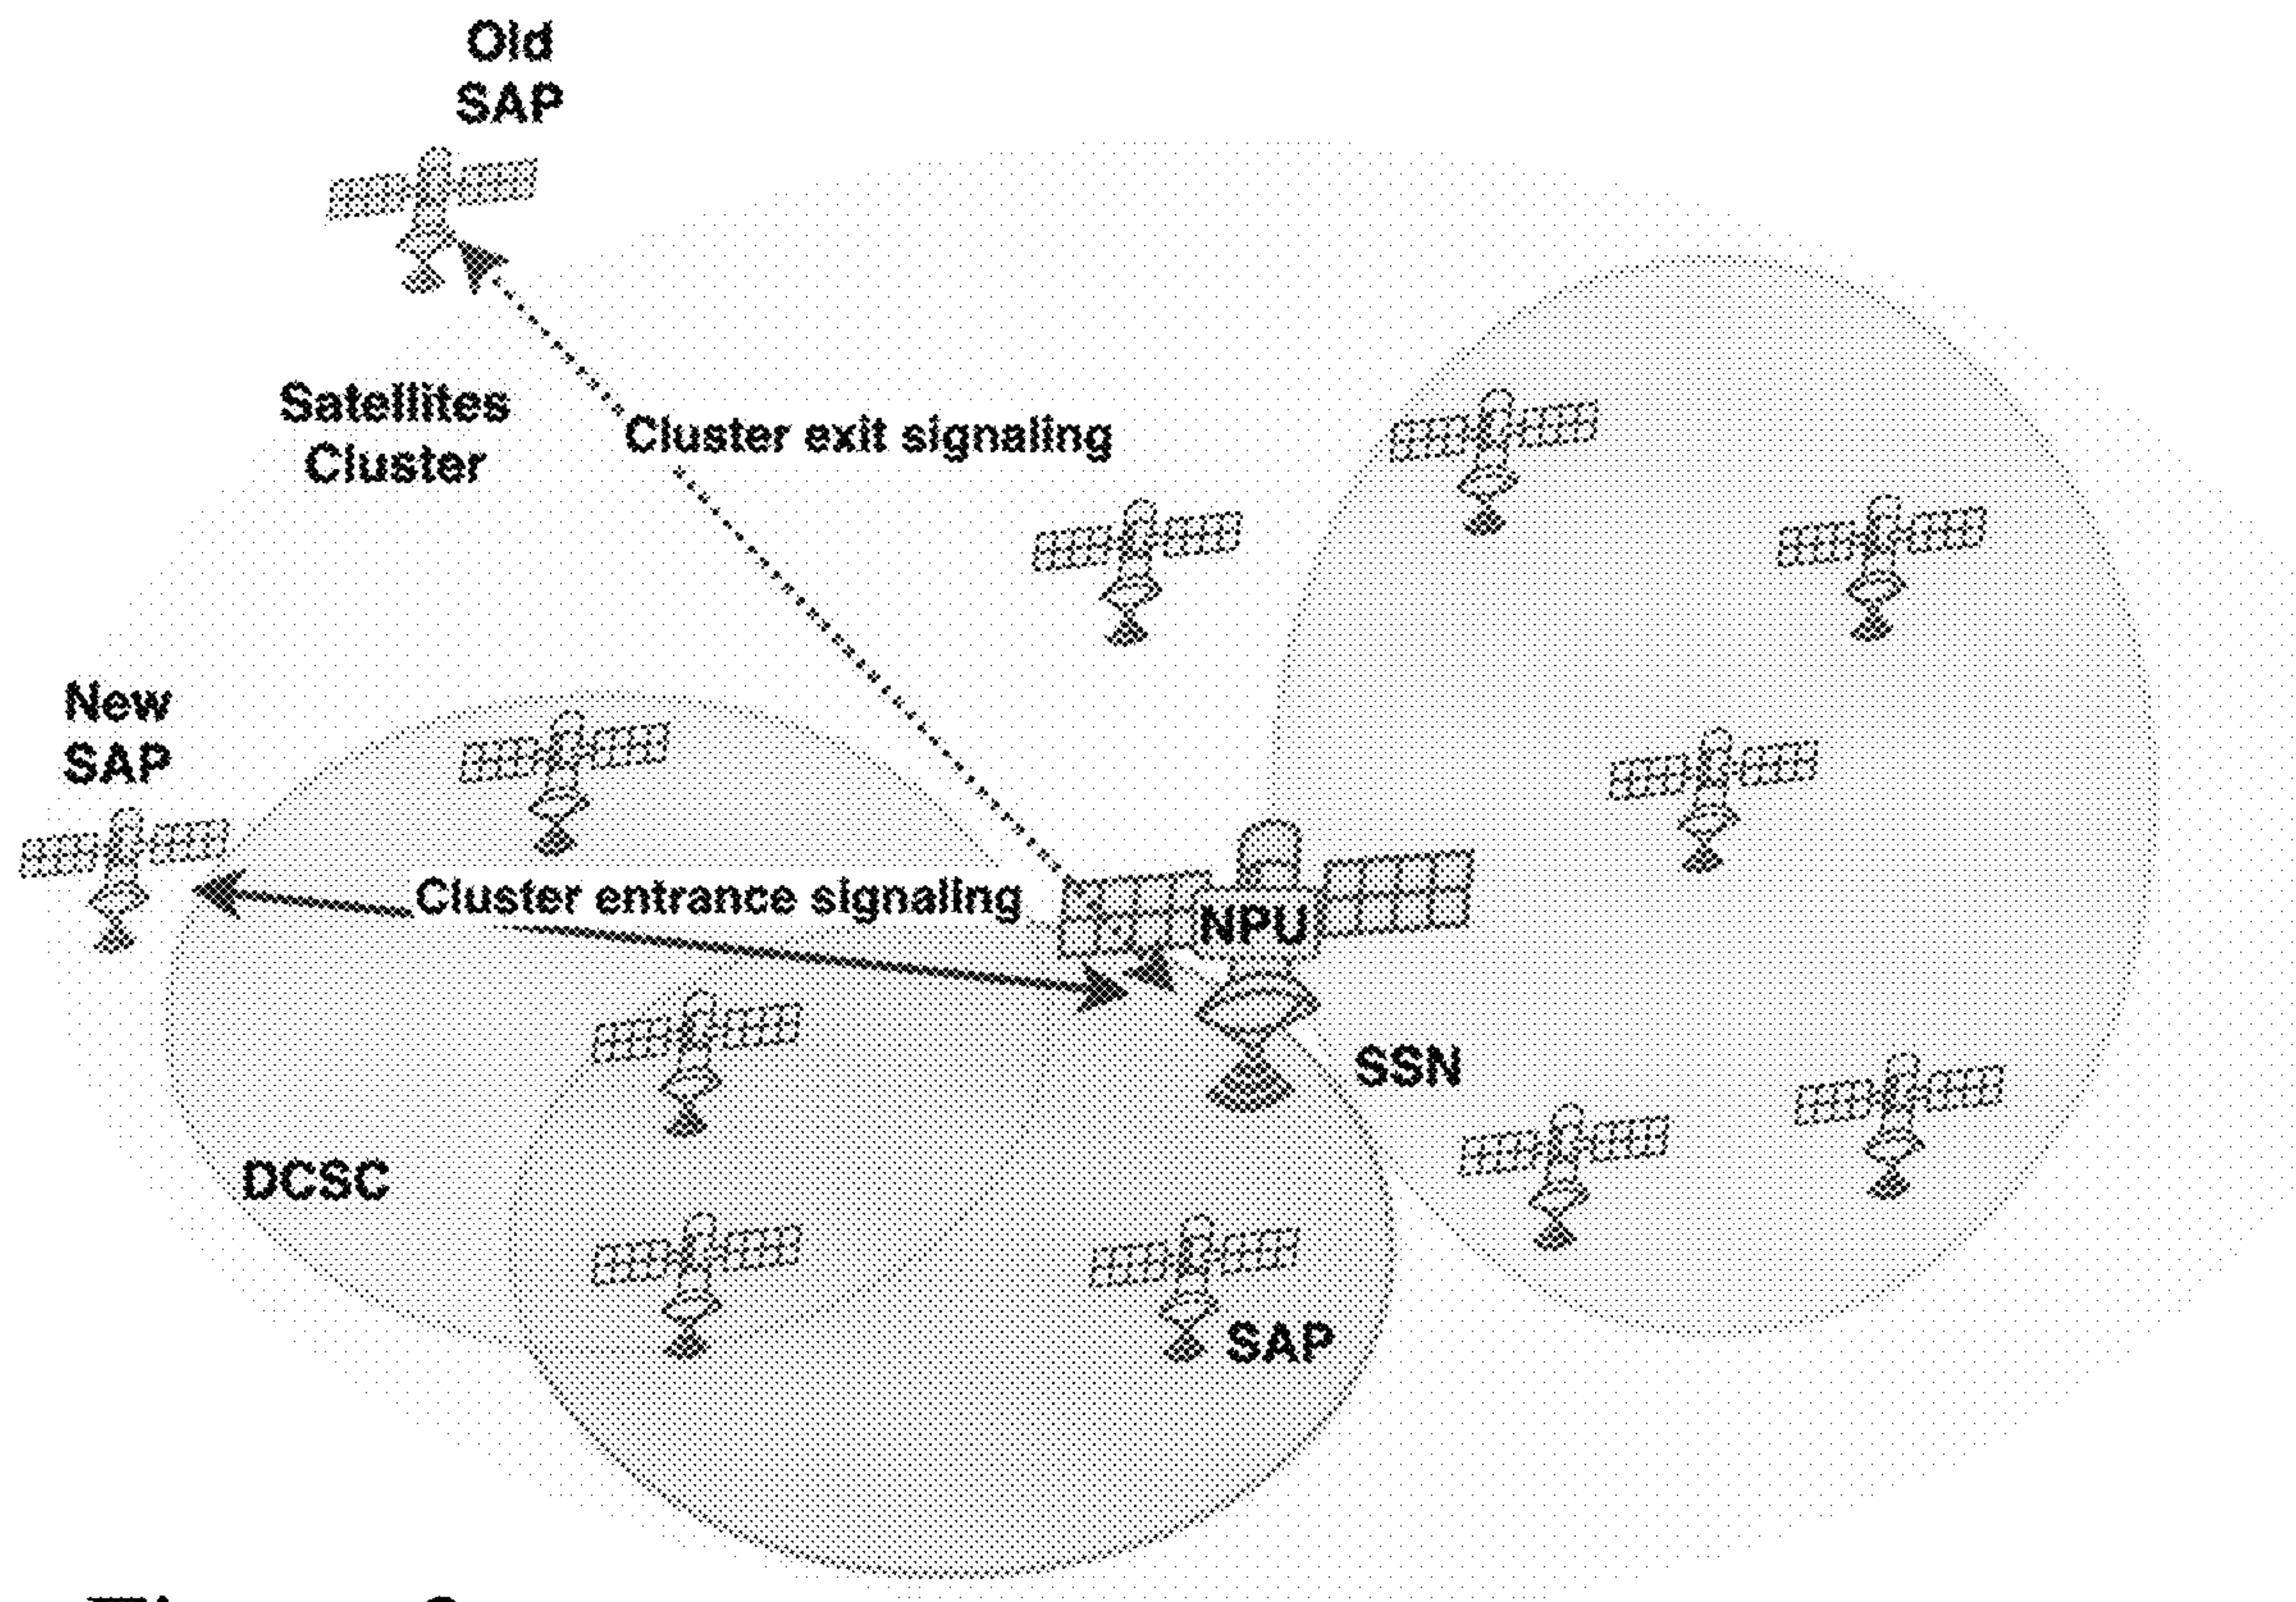 Old
SAP
Satellites
Cluster
Cluster exit signaling
New
SAP
Cluster entrance signaling
NPU
SSN
DCSC
SAP